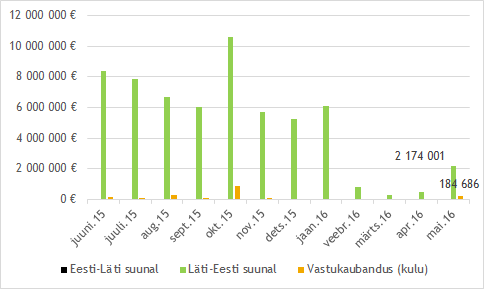 12 000 000 €
10 000 000 €
8 000 000 €
6 000 000 €
4 000 000 €
2 000 000 €
0 €
2 174 001
184 686
juuni.15
juuli.15
aug.15
sept.15
okt.15
nov.15
dets.15
jaan.16
veebr.16
märts.16
apr.16
mai.16
Eesti-Läti suunal
Läti-Eesti suunal
Vastukaubandus (kulu)